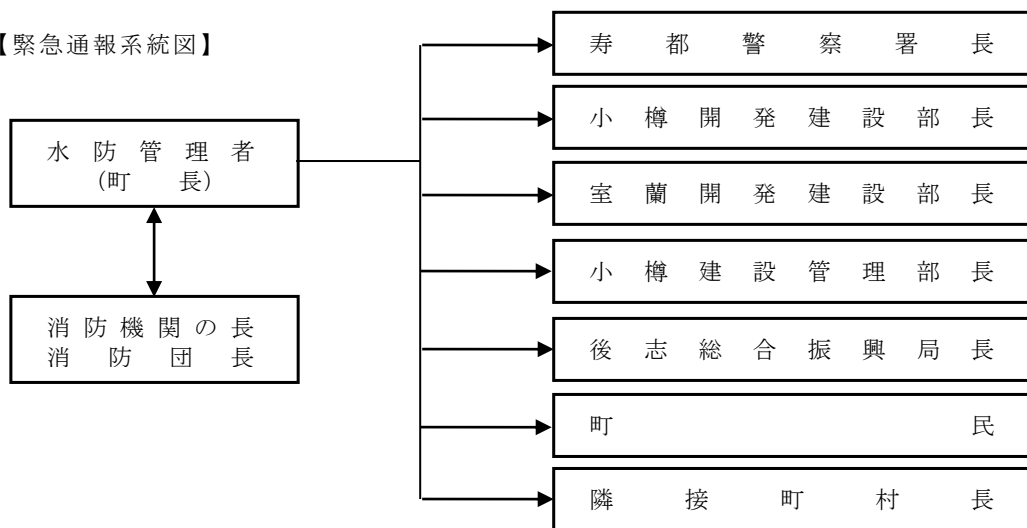 【緊急通報系統図】
水防管理者
(町長)
消防機関の長
消防団長
寿都警察署長
小樽開発建設部長
室蘭開発建設部長
小樽建設管理部長
後志総合振興局長
町民
隣接町村長